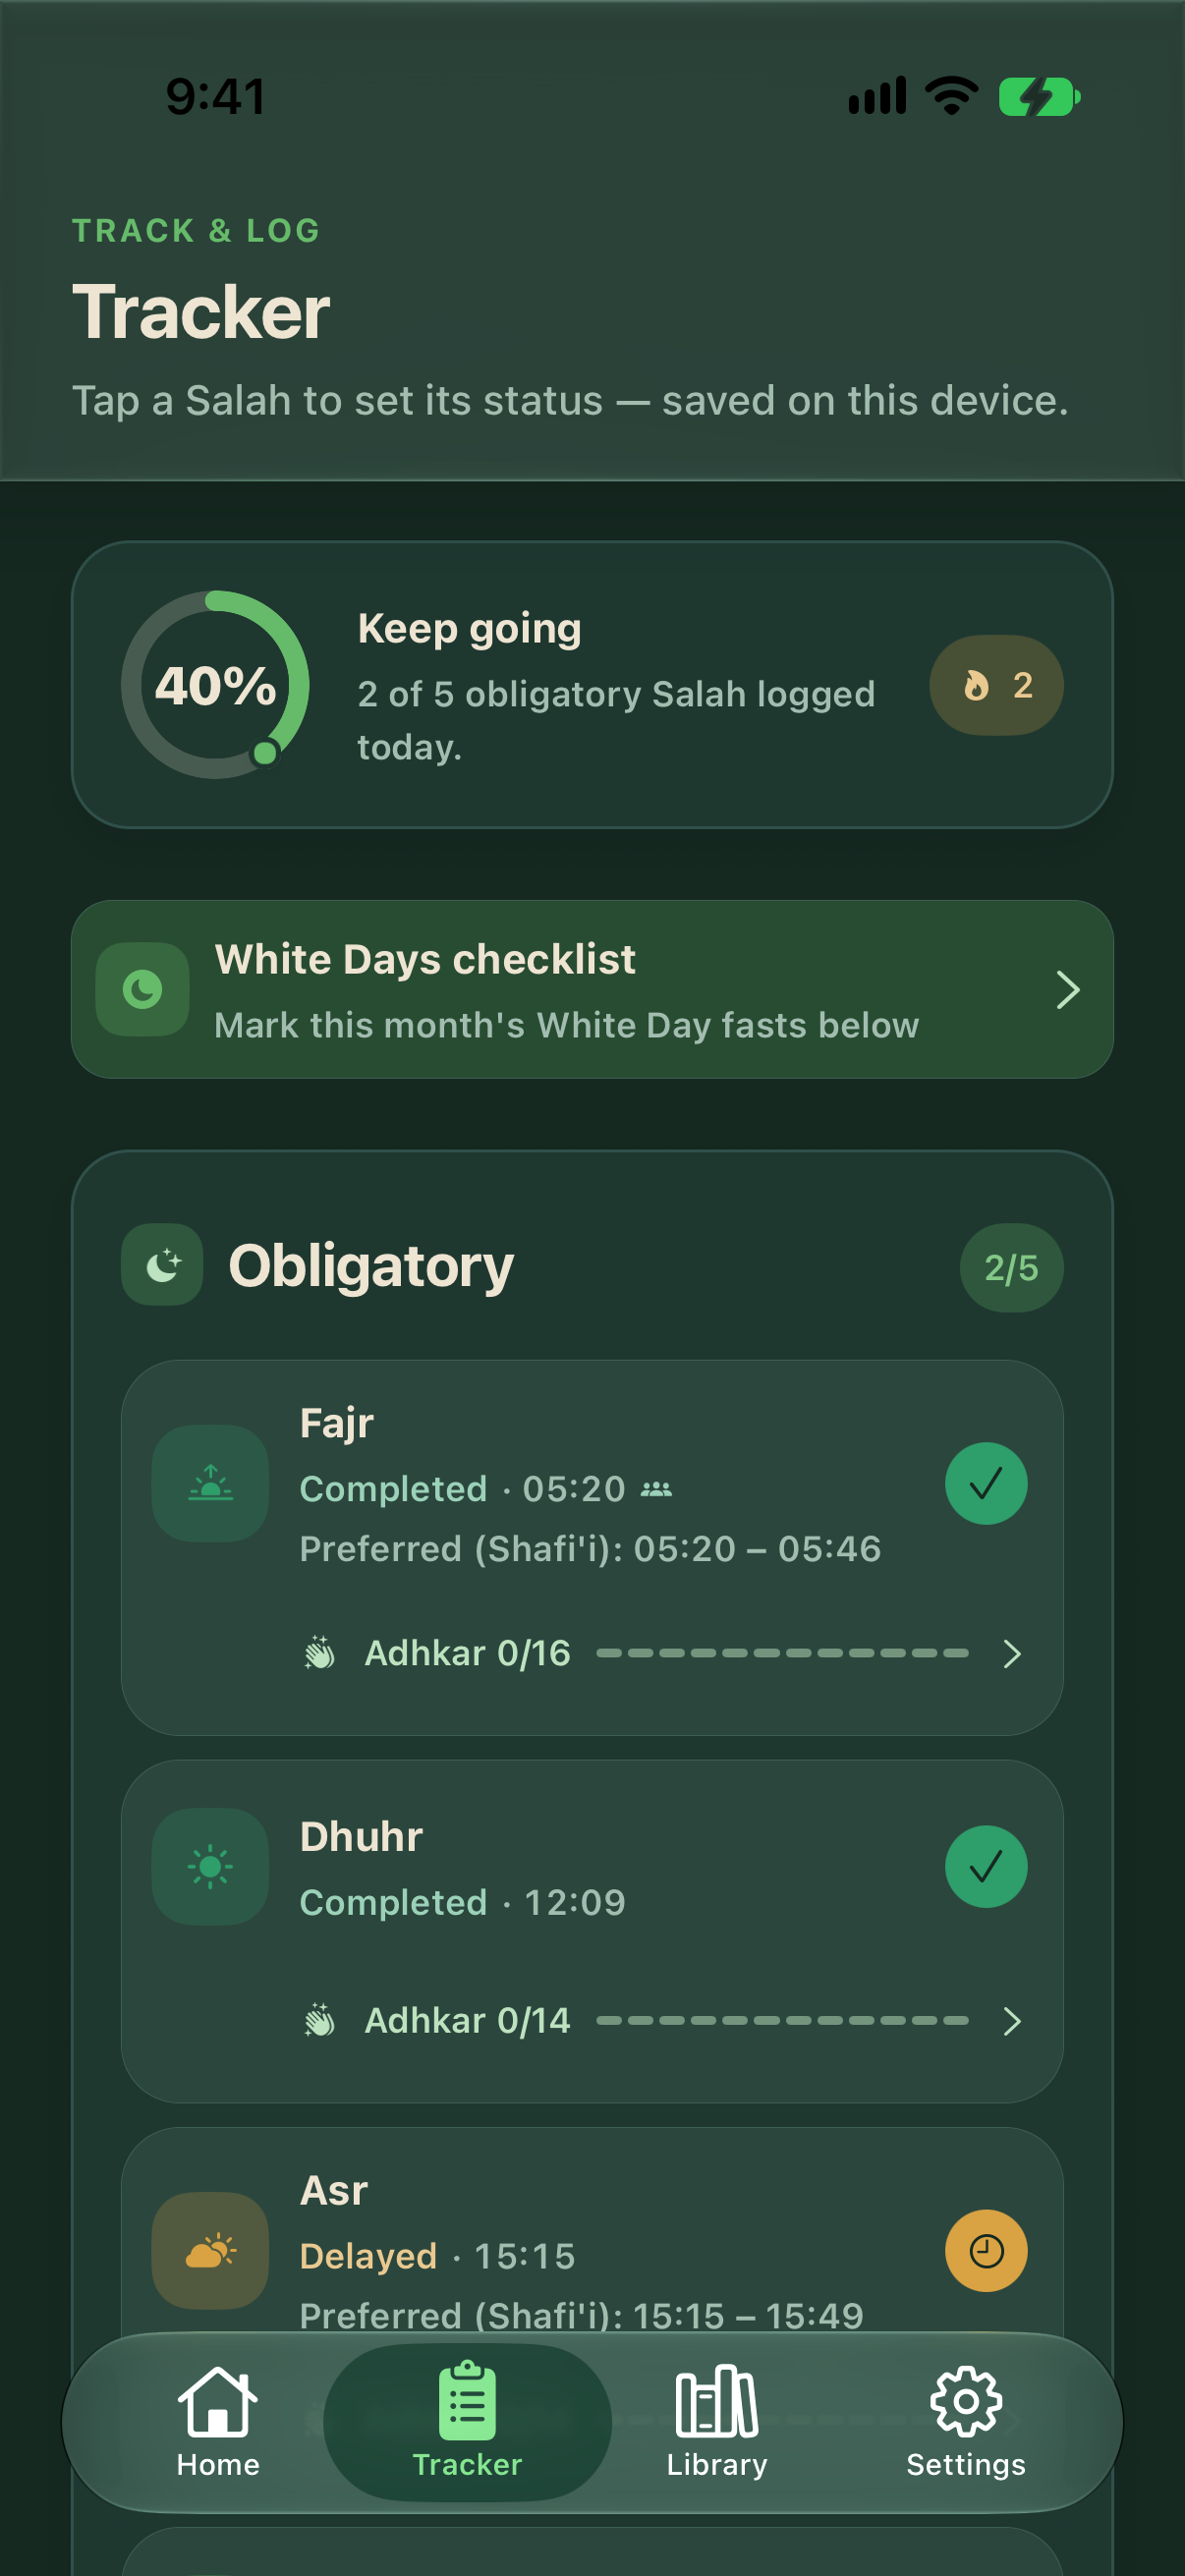 9:41
TRACK & LOG
Tracker
Tap a Salah to set its status — saved on this device.
40%
Keep going
2 of 5 obligatory Salah logged
today.
2
White Days checklist
Mark this month's White Day fasts below
Obligatory
2/5
Fajr
Completed · 05:20
Preferred (Shafi'i): 05:20 – 05:46
Adhkar 0/16
Dhuhr
Completed · 12:09
Adhkar 0/14
Asr
Delayed · 15:15
Preferred (Shafi'i): 15:15 – 15:49
Home
Tracker
Library
Settings